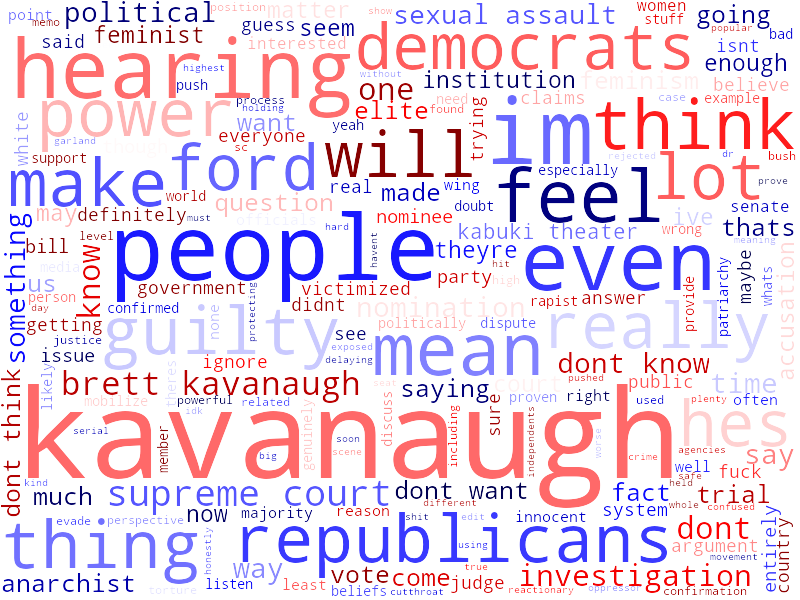 point
memo
political
position
matter
show
sexual assault
women
stuff
going
popular
bad
said
feminist
guess
seem
interested
democrats
isnt
enough
hearing
highest
push
without
one
institution
feminism
believe
power
process
holding
elite
found
need
claims
case
example
white
garland
want
yeah
trying
im
think
everyone
sc
will
rejected
dr
bush
support
make
ford
real
made
wing
especially
feel
lot
prove
world
doubt
may
definitely
question
nominee
ive
wrong
senate
must
officials
kabuki theater
thats
bill
level
people
hard
havent
theyre
even
meaning
something
know
media
us
government
victimized
hit
high
party
person
day
confirmed
protecting
didnt
nomination
rapist
answer
provide
patriarchy
maybe
whats
accusation
getting
justice
guilty
none
see
politically
dispute
really
issue
exposed
delaying
mean
ignore
dont know
likely
brett kavanaugh
theres
saying
seat
court
pushed
public
time
mobilize
powerful
related
idk
genuinely
discuss
proven
right
used
plenty
often
dont think
kavanaugh
hes
serial
member
big
soon
scene
including
sure
independents
worse
crime
agencies
say
kind
much
supreme court
dont want
fact
well
safe
held
fuck
trial
evade
perspective
now
majority
reason
shit
different
edit
innocent
system
whole
confused
dont
entirely
country
thing
honestly
republicans
using
argument
movement
anarchist
way
listen
least
vote
beliefs
come
cutthroat
judge
true
reactionary
investigation
oppressor
confirmation
torture